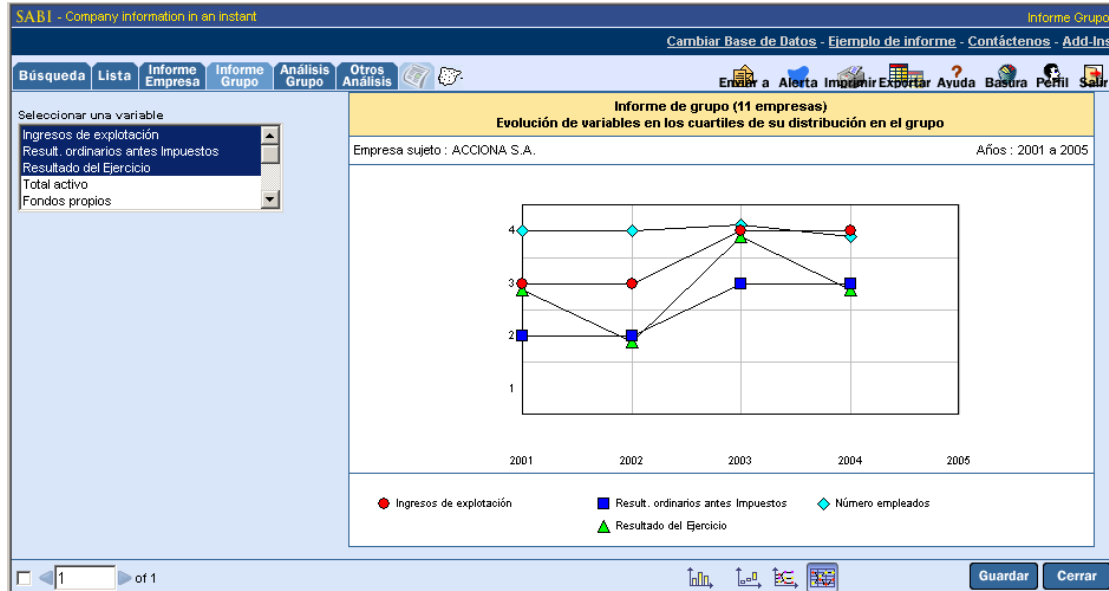 SABI - Company information in an instant
Informe Grupo
Cambiar Base de Datos - Ejemplo de informe - Contáctenos - Add-Ins
Búsqueda
Lista
Informe Empresa
Informe Grupo
Análisis Grupo
Otros Análisis
Enviar a
Alerta
Imprimir
Exportar
Ayuda
Basura
Perfil
Salir
Seleccionar una variable
Ingresos de explotación
Result. ordinarios antes Impuestos
Resultado del Ejercicio
Total activo
Fondos propios
Informe de grupo (11 empresas)
Evolución de variables en los cuartiles de su distribución en el grupo
Empresa sujeto : ACCIONA S.A.
Años : 2001 a 2005
4
3
2
1
2001 2002 2003 2004 2005
Ingresos de explotación
Result. ordinarios antes Impuestos
Número empleados
Resultado del Ejercicio
1 of 1
Guardar
Cerrar